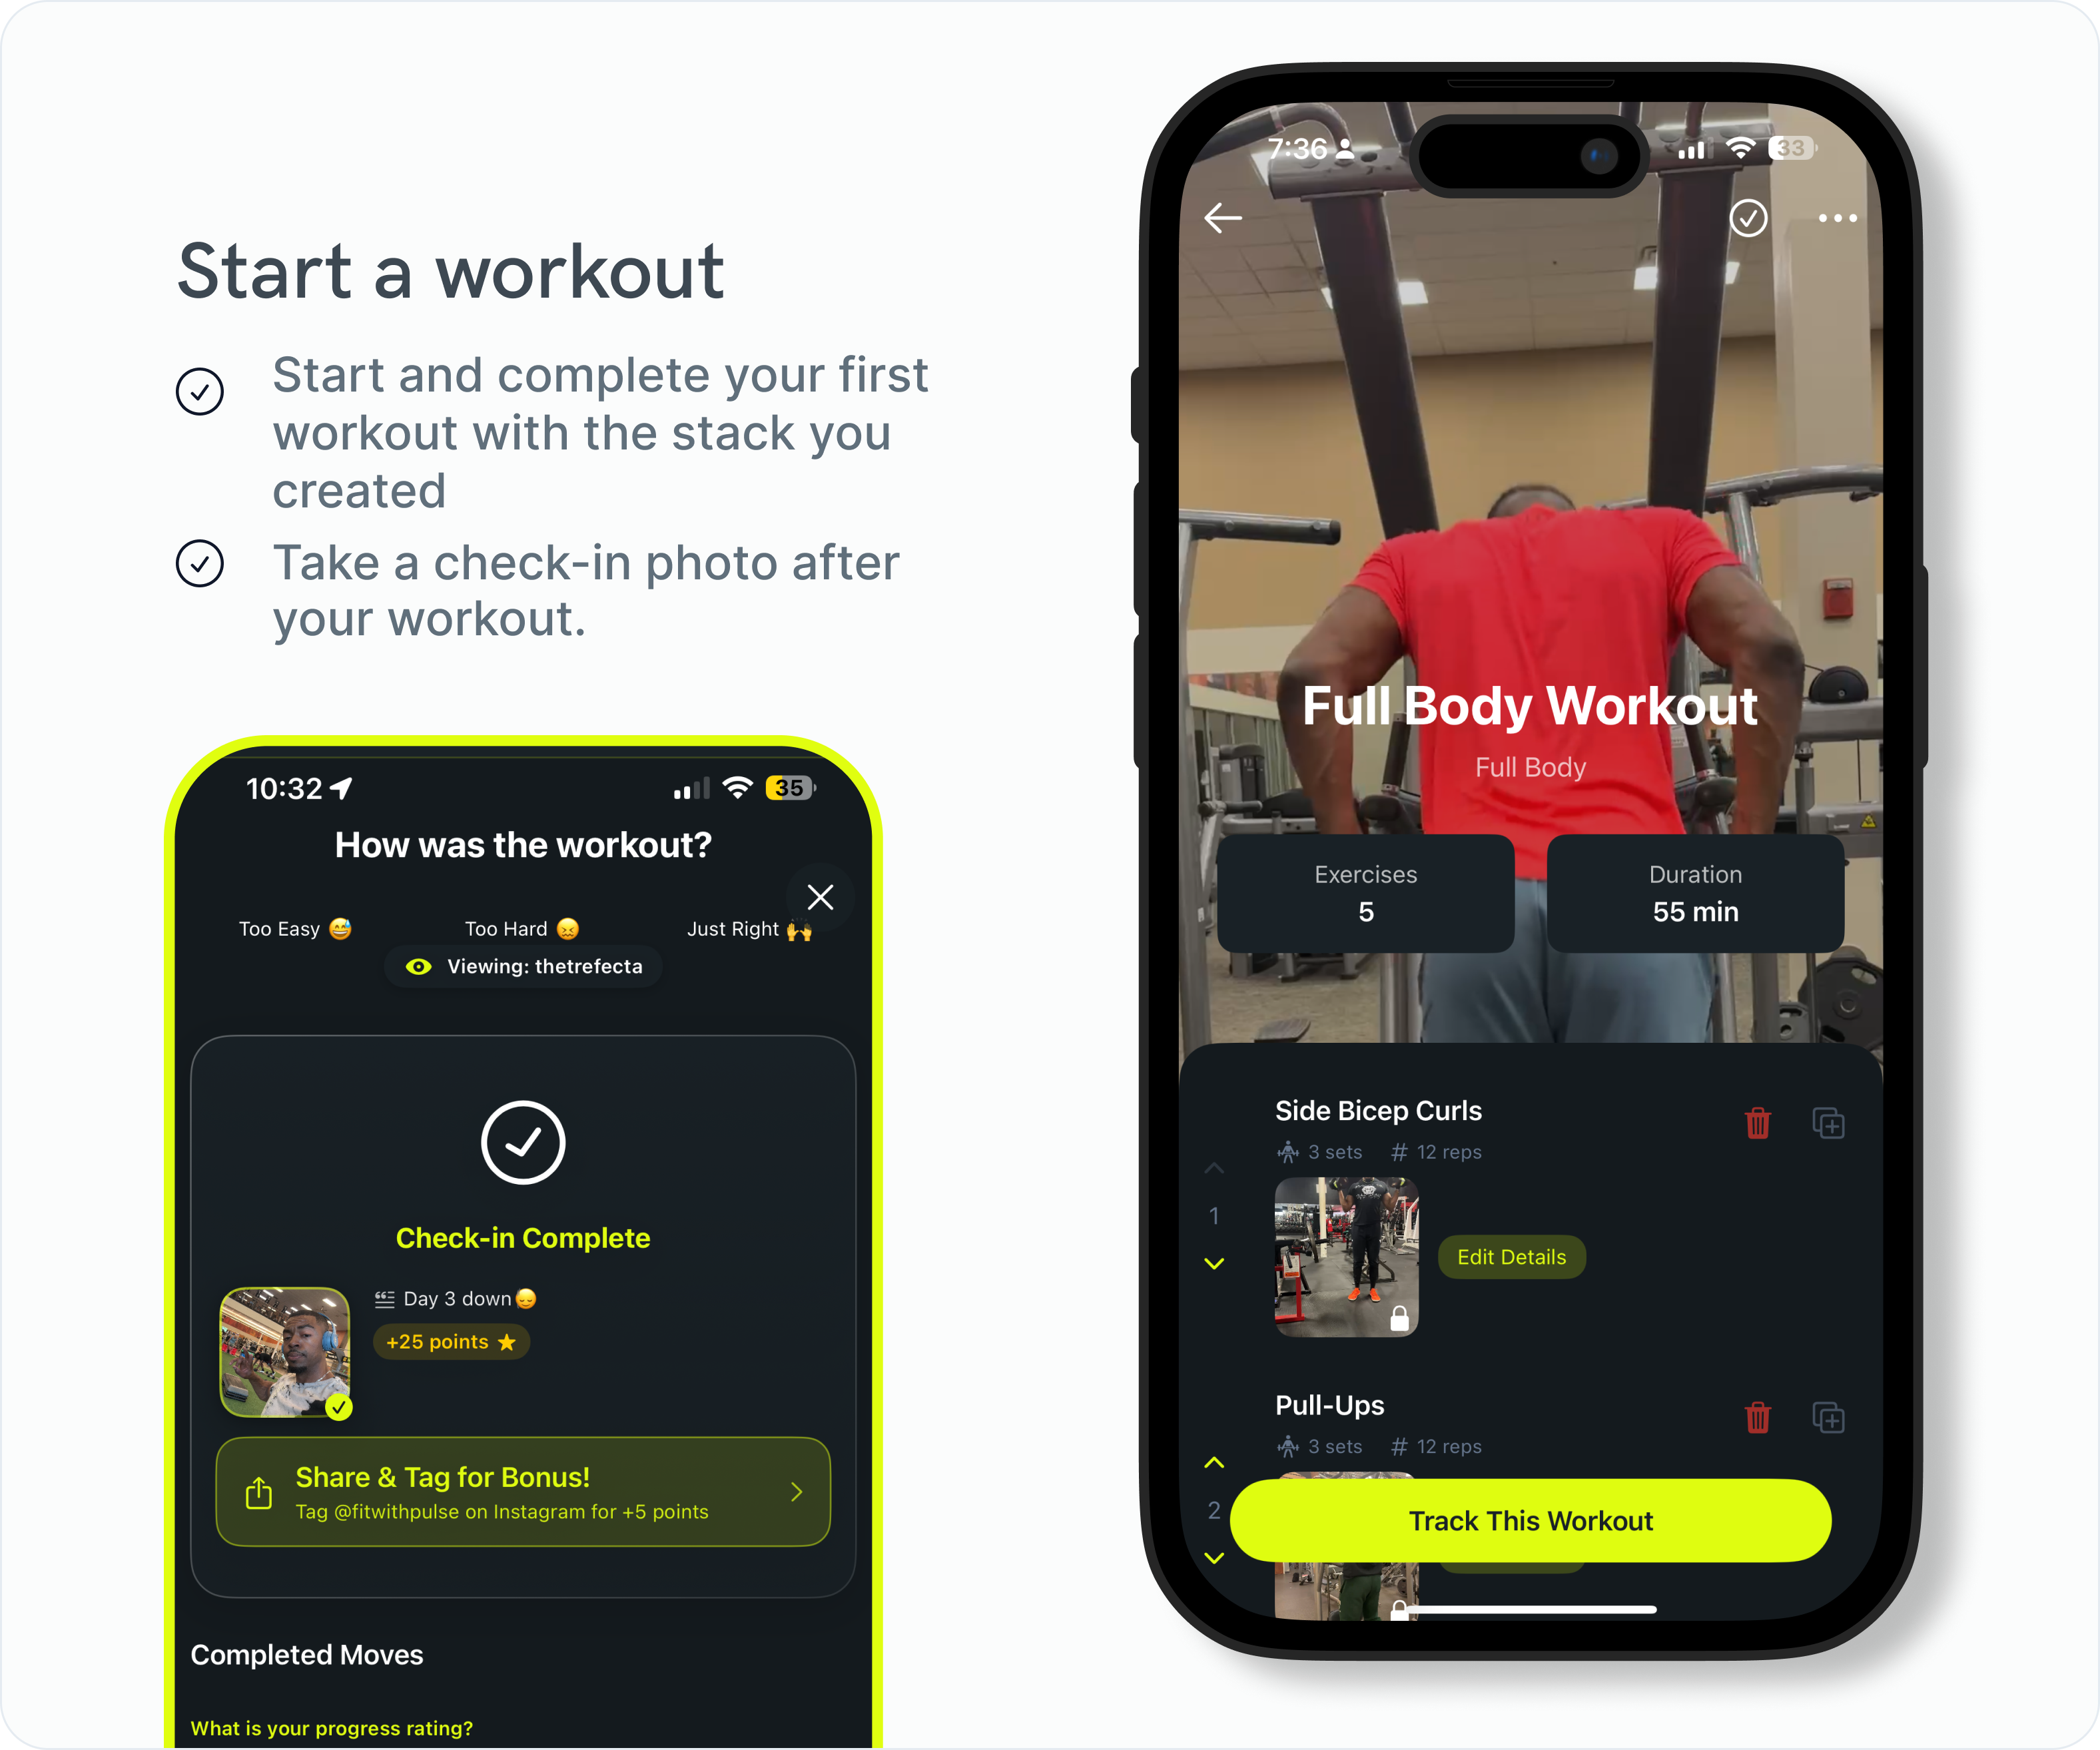 Start a workout
Start and complete your first
workout with the stack you
created
Take a check-in photo after
your workout.
10:32
35
How was the workout?
Too Easy 😅
Too Hard 😖
Just Right 🙌
Viewing: thetrefecta
Check-in Complete
Day 3 down😔
+25 points
Share & Tag for Bonus!
Tag @fitwithpulse on Instagram for +5 points
Completed Moves
What is your progress rating?
7:36
33
Full Body Workout
Full Body
Exercises
5
Duration
55 min
Side Bicep Curls
3 sets # 12 reps
1
Edit Details
Pull-Ups
3 sets # 12 reps
2
Track This Workout